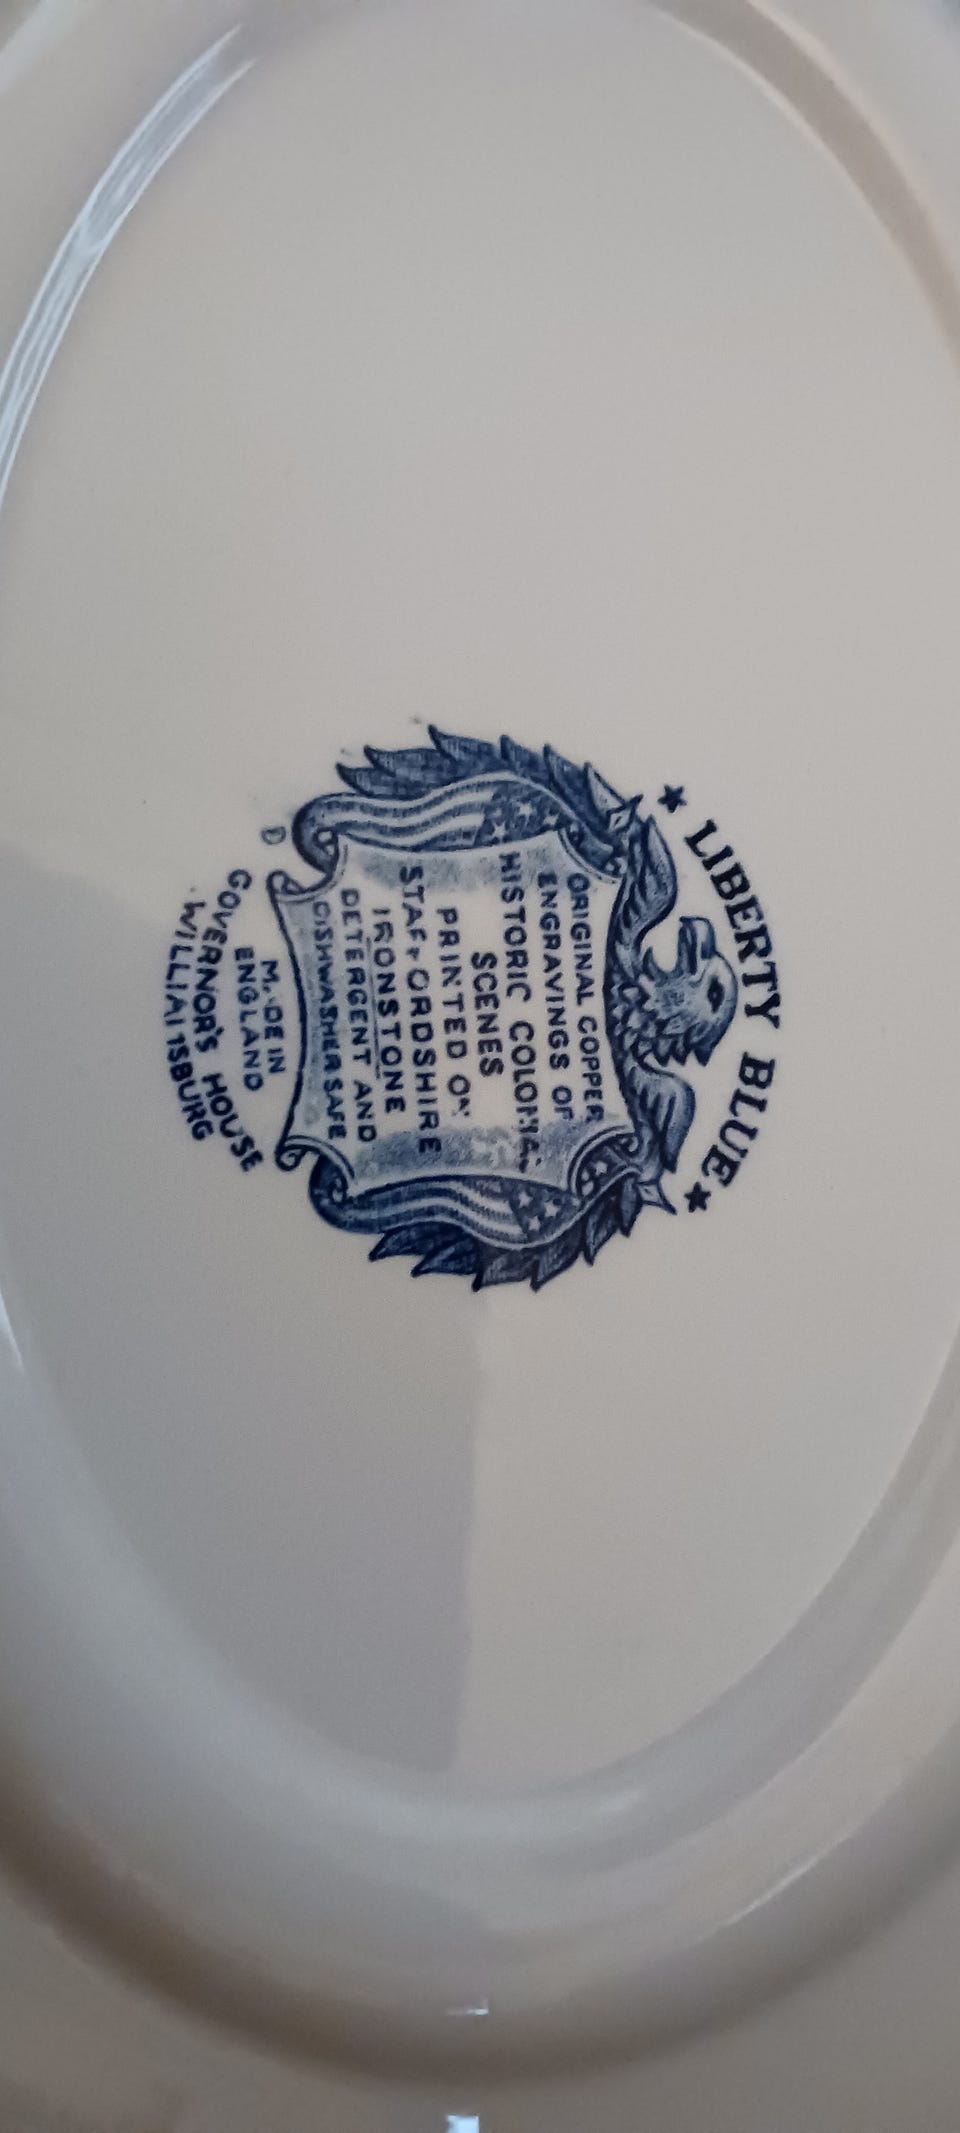 ★ LIBERTY BLUE ★
ORIGINAL COPPER
ENGRAVINGS OF
HISTORIC COLONIAL
SCENES
PRINTED ON
STAFFORDSHIRE
IRONSTONE
DETERGENT AND
DISHWASHER SAFE
D
MADE IN
ENGLAND
GOVERNOR'S HOUSE
WILLIAMSBURG